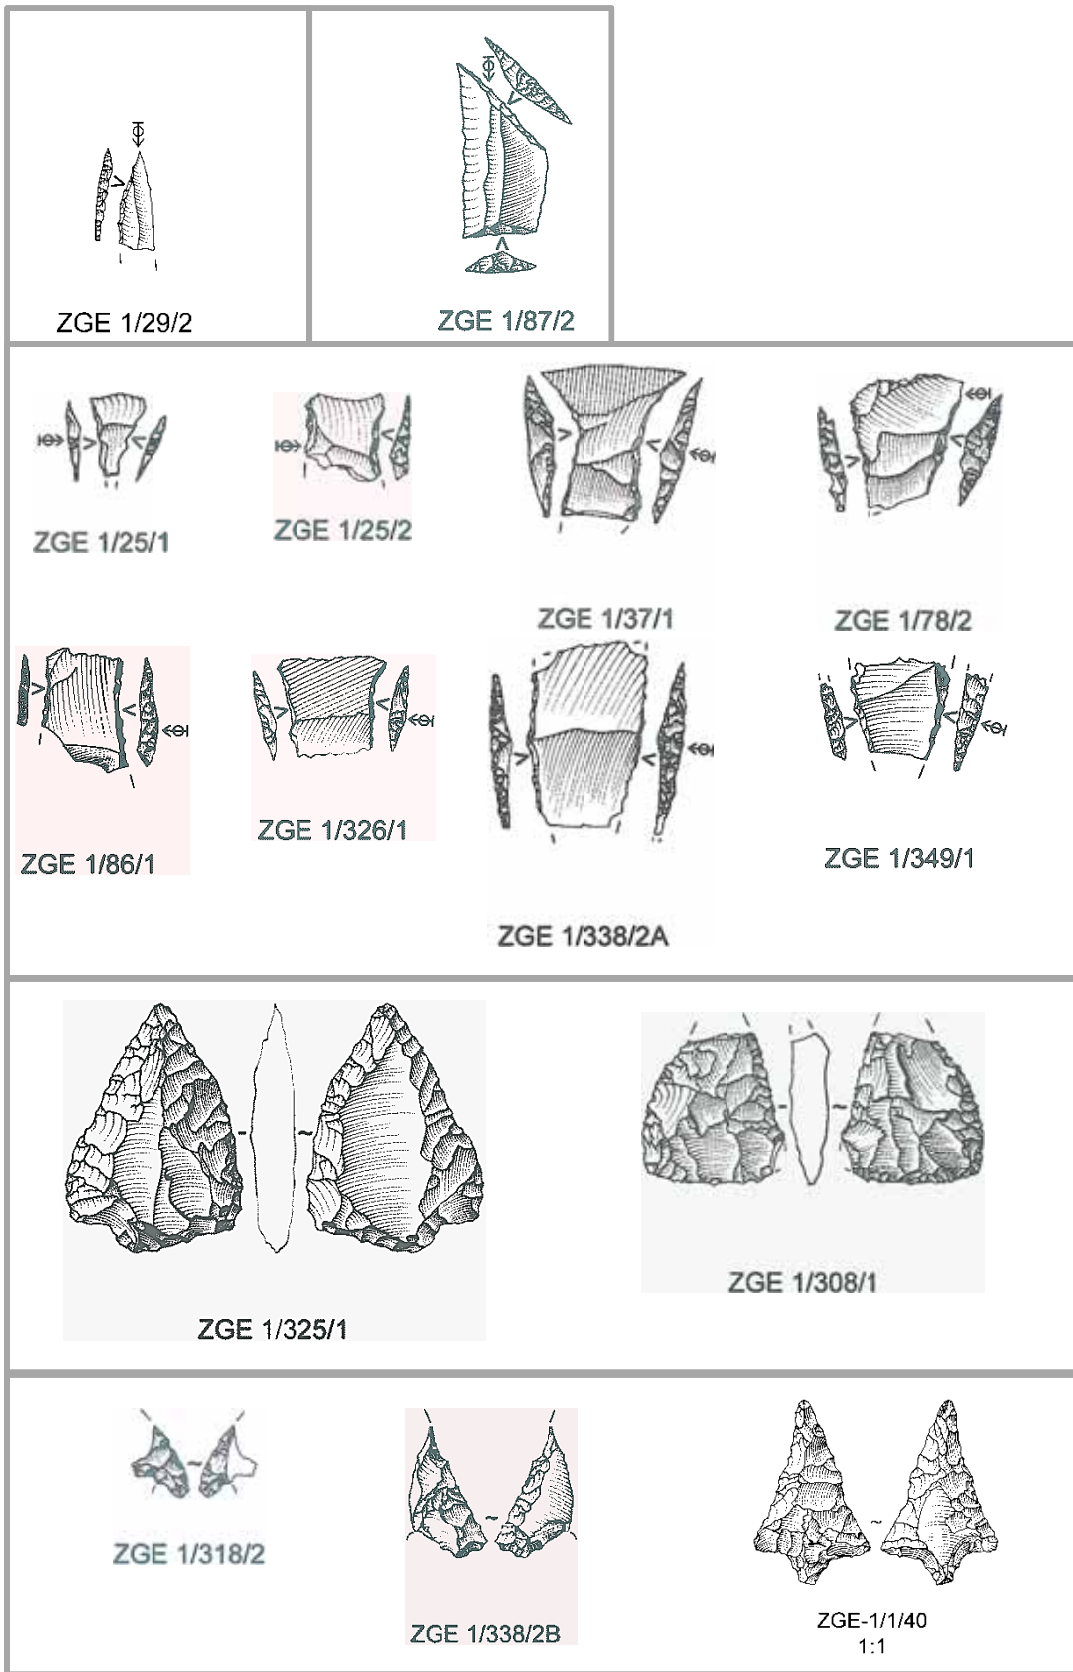 ZGE 1/29/2
ZGE 1/87/2
ZGE 1/25/1
ZGE 1/25/2
ZGE 1/37/1
ZGE 1/78/2
ZGE 1/86/1
ZGE 1/326/1
ZGE 1/338/2A
ZGE 1/349/1
ZGE 1/325/1
ZGE 1/308/1
ZGE 1/318/2
ZGE 1/338/2B
ZGE-1/1/40
1:1